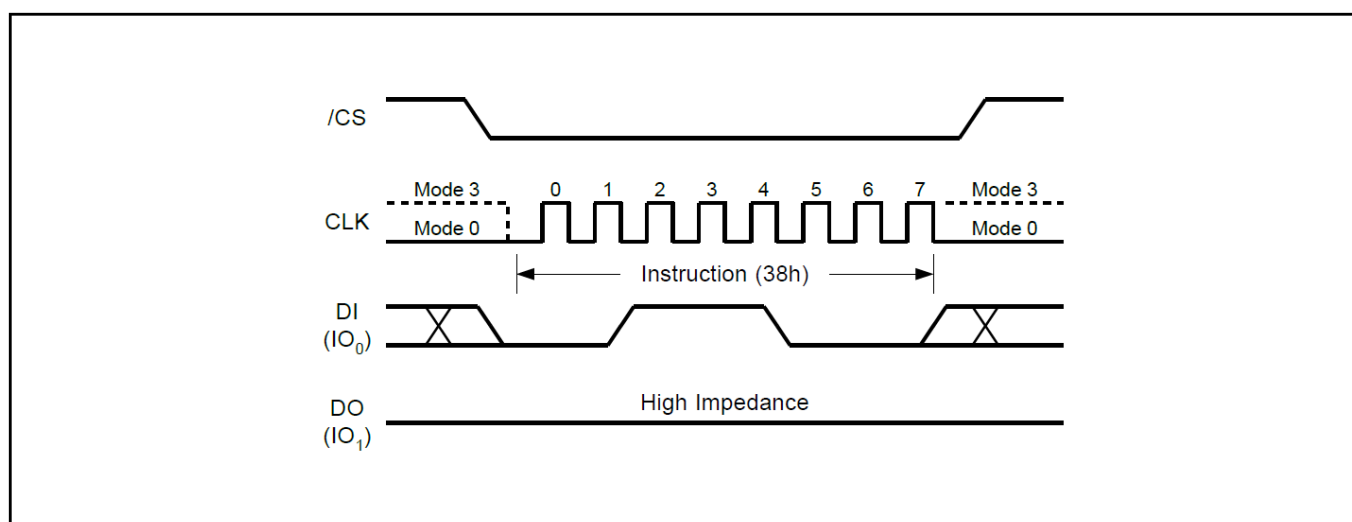 /CS
Mode 3 0 1 2 3 4 5 6 7 Mode 3
CLK
Mode 0 Mode 0
Instruction (38h)
DI
(IO₀)
High Impedance
DO
(IO₁)